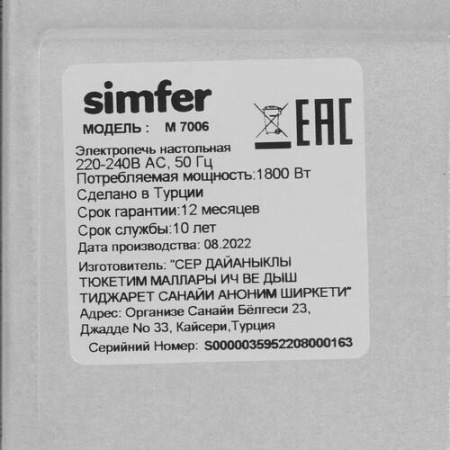 simfer
МОДЕЛЬ : M 7006
EAC
Электропечь настольная
220-240В AC, 50 Гц
Потребляемая мощность:1800 Вт
Сделано в Турции
Срок гарантии:12 месяцев
Срок службы:10 лет
Дата производства: 08.2022
Изготовитель: "СЕР ДАЙАНЫКЛЫ
ТЮКЕТИМ МАЛЛАРЫ ИЧ ВЕ ДЫШ
ТИДЖАРЕТ САНАЙИ АНОНИМ ШИРКЕТИ"
Адрес: Организе Санайи Бёлгеси 23,
Джадде No 33, Кайсери,Турция
Серийний Номер: S0000035952208000163